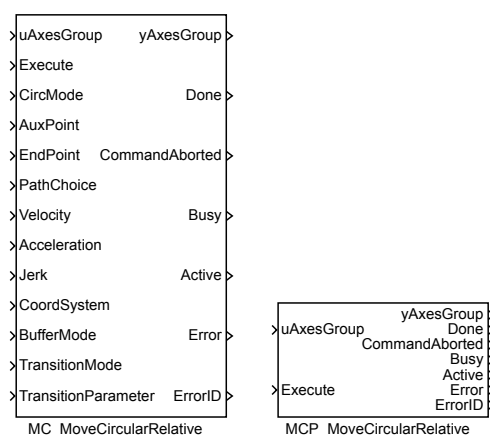 uAxesGroup yAxesGroup
Execute
CircMode Done
AuxPoint
EndPoint CommandAborted
PathChoice
Velocity Busy
Acceleration
Jerk Active
CoordSystem
BufferMode Error
TransitionMode
TransitionParameter ErrorID
MC_MoveCircularRelative
yAxesGroup
uAxesGroup Done
CommandAborted
Busy
Active
Execute Error
ErrorID
MCP_MoveCircularRelative